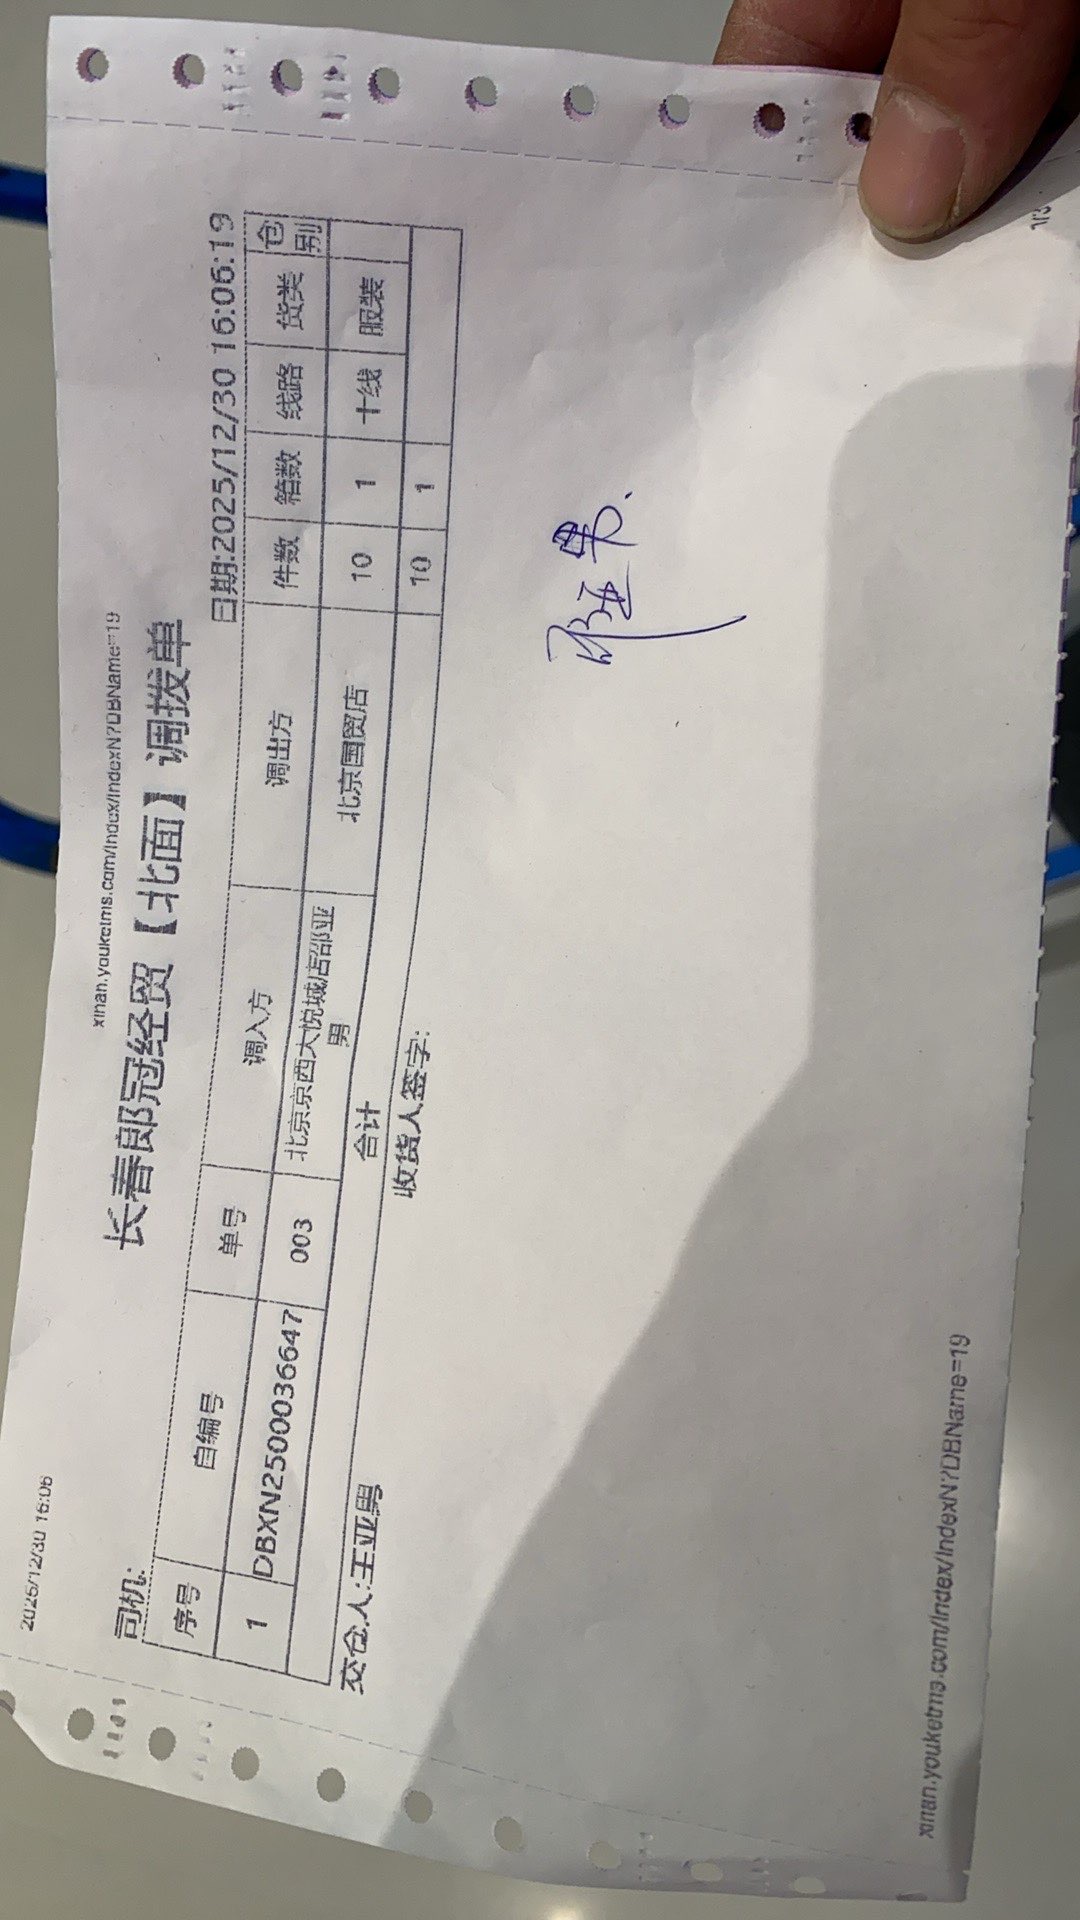 2025/12/30 16:06
xinan.youketms.com/Index/IndexN?DBName=19
长春郎冠经贸【北面】调拨单
司机:
日期:2025/12/30 16:06:19
序号 自编号 单号 调入方 调出方 件数 箱数 线路 货类 仓别
1 DBXN2500036647 003 北京京西大悦城店邵亚男 北京国贸店 10 1 十线 服装
合计 10 1
交仓人:王亚男
收货人签字:
xinan.youketms.com/Index/IndexN?DBName=19